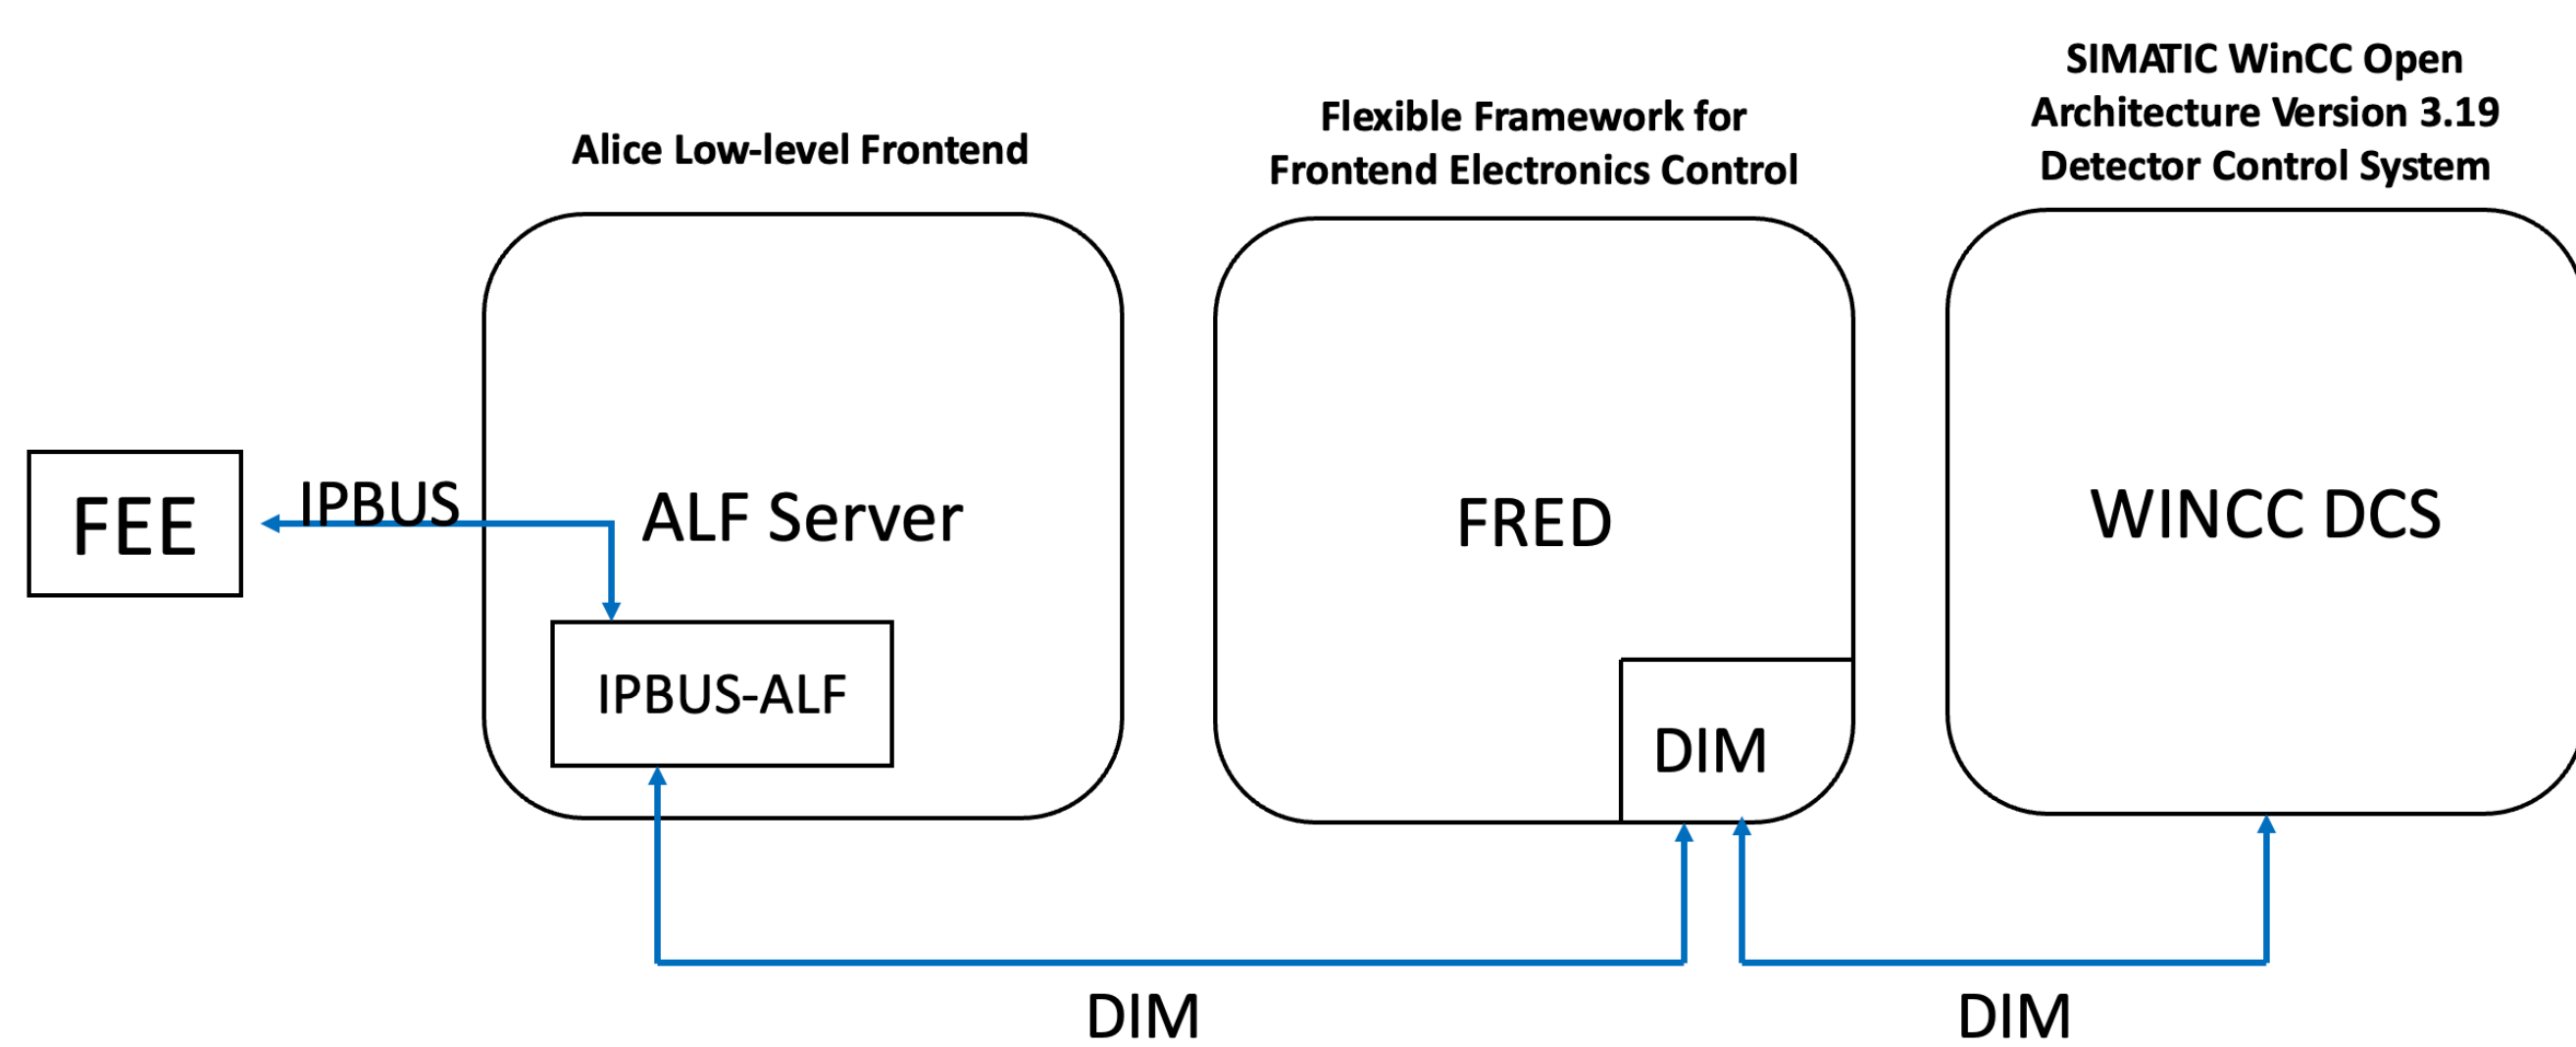 Alice Low-level Frontend
Flexible Framework for
Frontend Electronics Control
SIMATIC WinCC Open
Architecture Version 3.19
Detector Control System
FEE
IPBUS
ALF Server
IPBUS-ALF
FRED
DIM
WINCC DCS
DIM
DIM